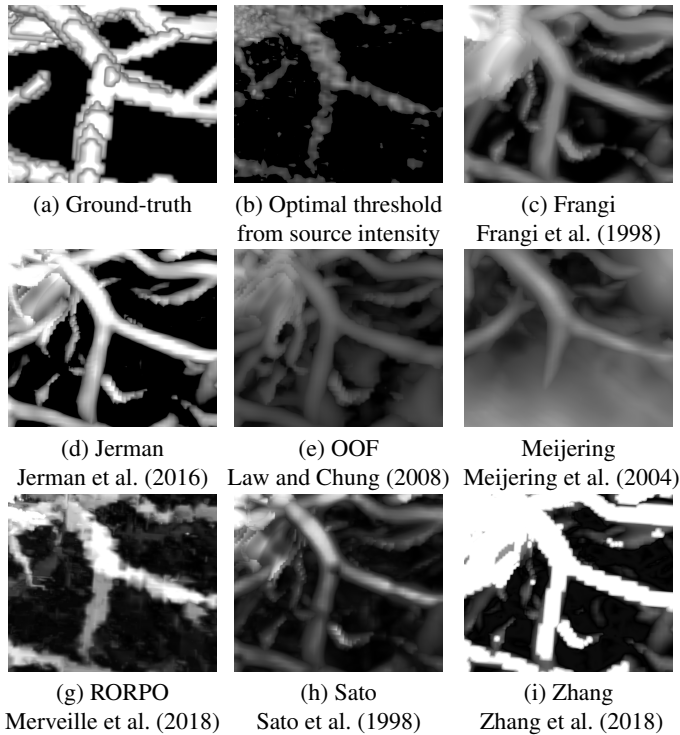 (a) Ground-truth
(b) Optimal threshold
from source intensity
(c) Frangi
Frangi et al. (1998)
(d) Jerman
Jerman et al. (2016)
(e) OOF
Law and Chung (2008)
Meijering
Meijering et al. (2004)
(g) RORPO
Merveille et al. (2018)
(h) Sato
Sato et al. (1998)
(i) Zhang
Zhang et al. (2018)